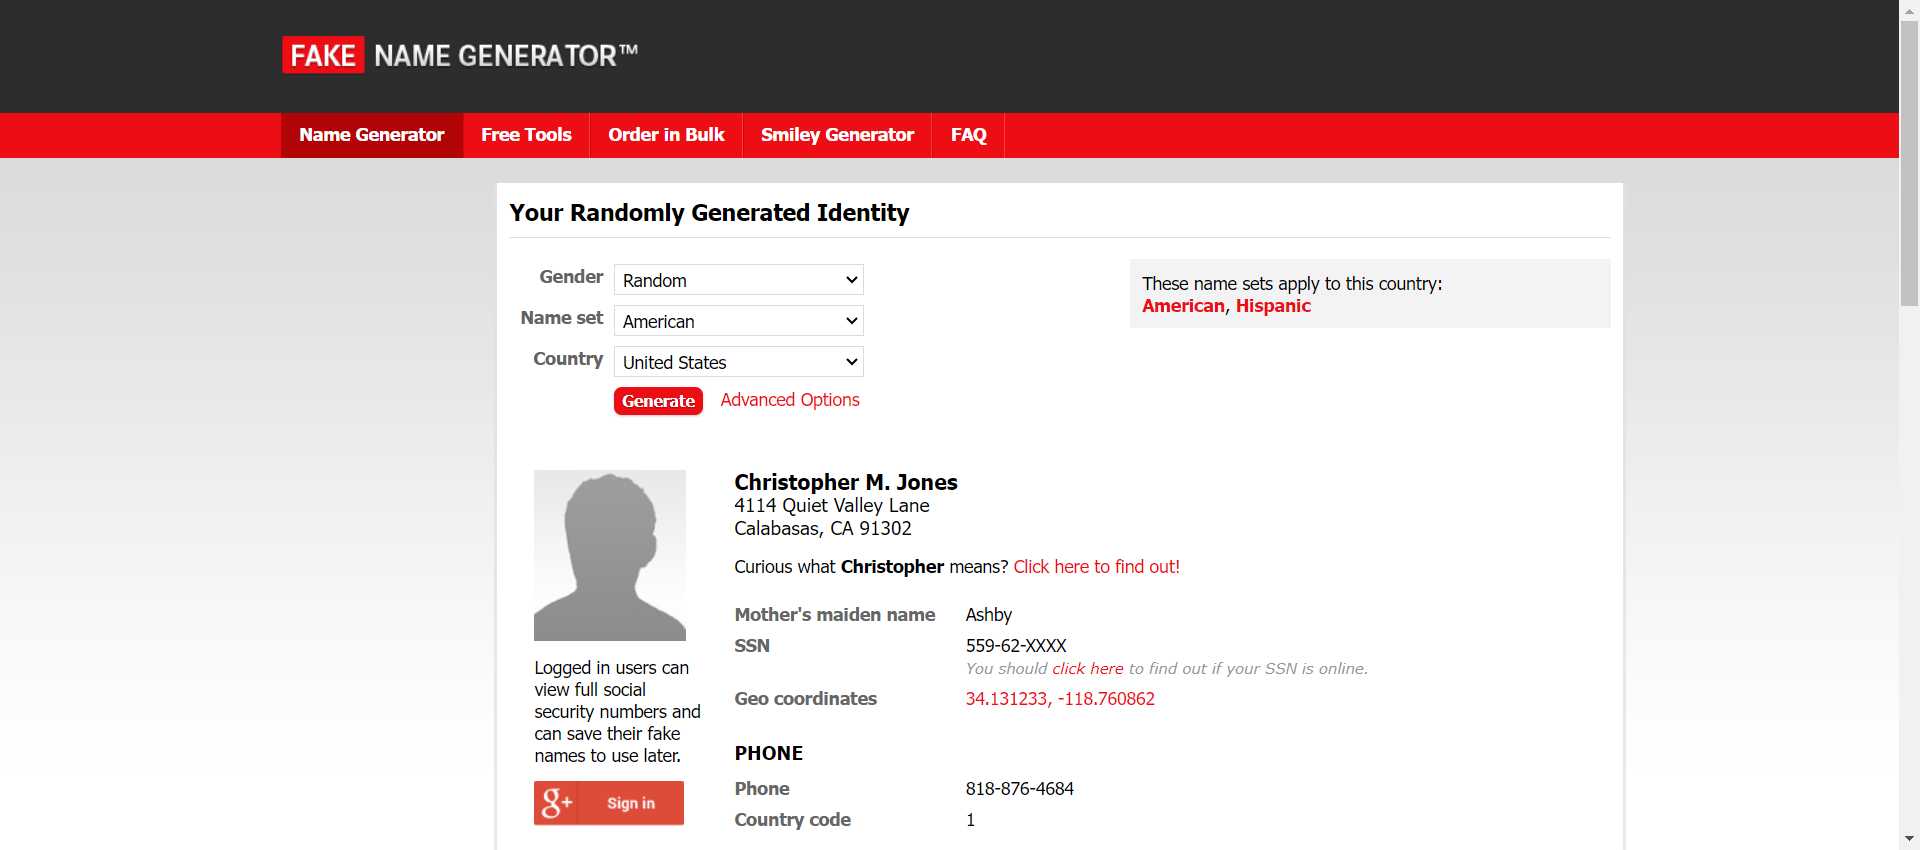 FAKE NAME GENERATOR™
Name Generator Free Tools Order in Bulk Smiley Generator FAQ
Your Randomly Generated Identity
Gender Random
Name set American
Country United States
Generate Advanced Options
These name sets apply to this country:
American, Hispanic
Christopher M. Jones
4114 Quiet Valley Lane
Calabasas, CA 91302
Curious what Christopher means? Click here to find out!
Mother's maiden name Ashby
SSN 559-62-XXXX
You should click here to find out if your SSN is online.
Geo coordinates 34.131233, -118.760862
Logged in users can
view full social
security numbers and
can save their fake
names to use later.
g+ Sign in
PHONE
Phone 818-876-4684
Country code 1